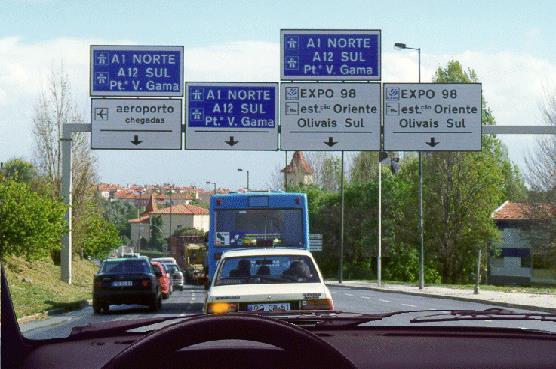 A1 NORTE
A12 SUL
Pt.ª V. Gama
aeroporto
chegadas
A1 NORTE
A12 SUL
Pt.ª V. Gama
A1 NORTE
A12 SUL
Pt.ª V. Gama
EXPO 98
est.ção Oriente
Olivais Sul
EXPO 98
est.ção Oriente
Olivais Sul